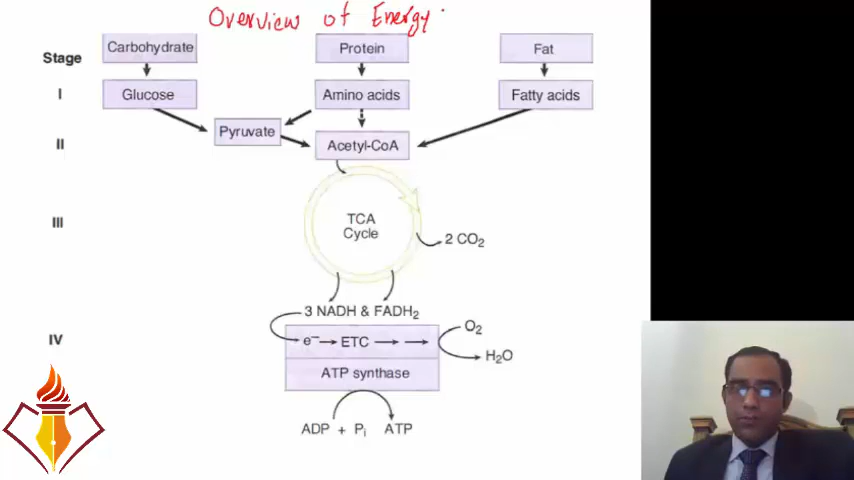 Overview of Energy
Stage
Carbohydrate
Protein
Fat
I
Glucose
Amino acids
Fatty acids
Pyruvate
II
Acetyl-CoA
III
TCA
Cycle
2 CO₂
3 NADH & FADH₂
IV
e⁻ → ETC → →
O₂
H₂O
ATP synthase
ADP + Pᵢ ATP